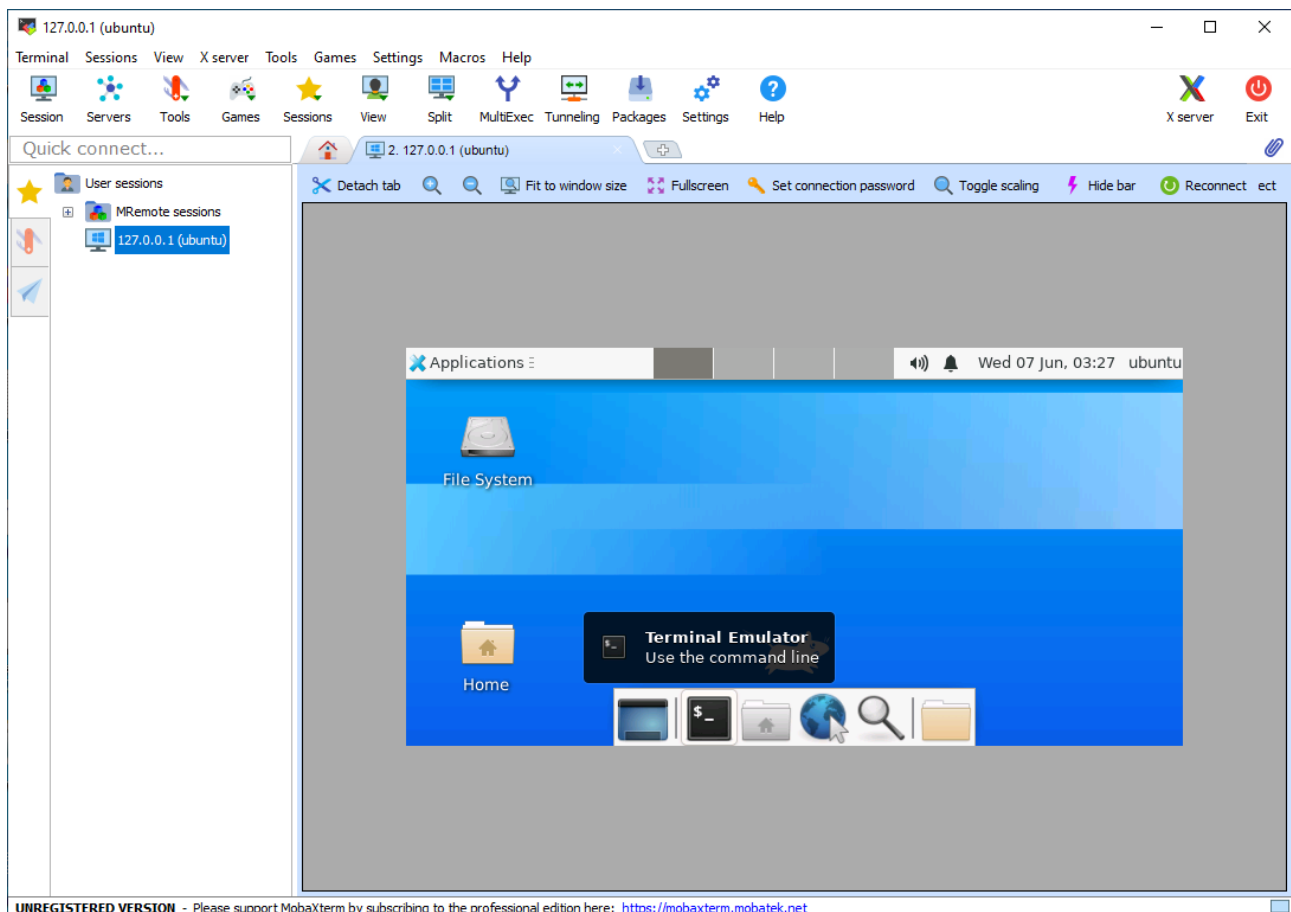 127.0.0.1 (ubuntu)
Terminal Sessions View X server Tools Games Settings Macros Help
Session Servers Tools Games Sessions View Split MultiExec Tunneling Packages Settings Help X server Exit
Quick connect...
2. 127.0.0.1 (ubuntu)
User sessions
MRemote sessions
127.0.0.1 (ubuntu)
Detach tab Fit to window size Fullscreen Set connection password Toggle scaling Hide bar Reconnect ect
Applications
Wed 07 Jun, 03:27 ubuntu
File System
Home
Terminal Emulator
Use the command line
$_
UNREGISTERED VERSION - Please support MobaXterm by subscribing to the professional edition here: https://mobaxterm.mobatek.net